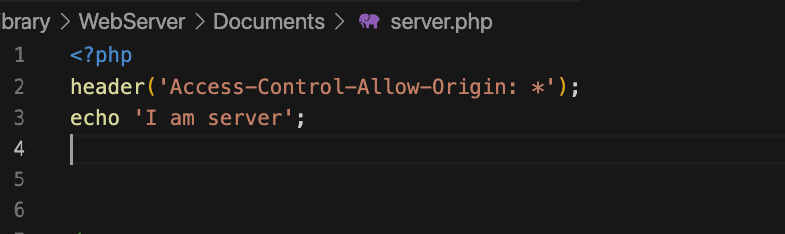 ibrary > WebServer > Documents > server.php
1 <?php
2 header('Access-Control-Allow-Origin: *');
3 echo 'I am server';
4
5
6